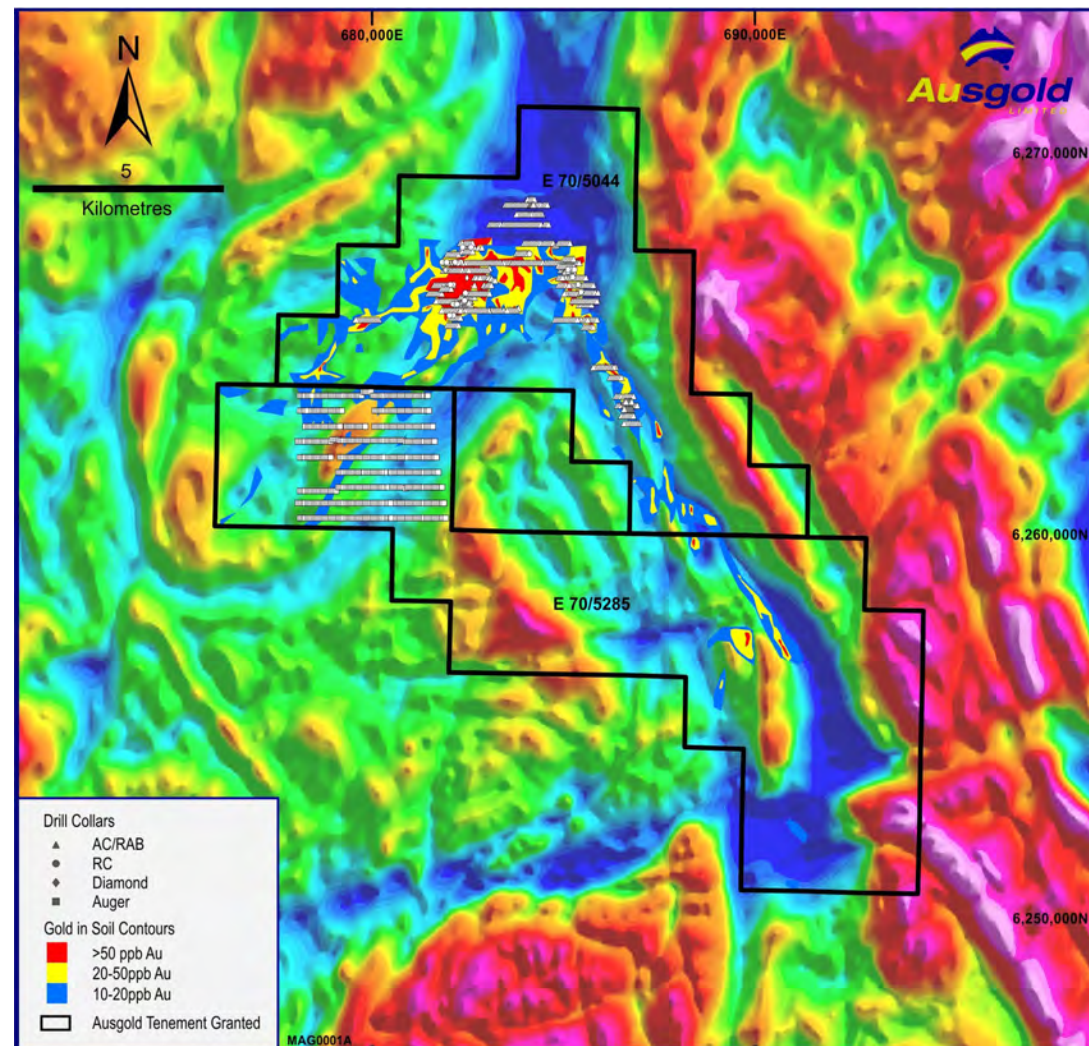 680,000E
690,000E
N
Ausgold
LIMITED
5
Kilometres
6,270,000N
E 70/5044
6,260,000N
E 70/5285
6,250,000N
Drill Collars
AC/RAB
RC
Diamond
Auger
Gold in Soil Contours
>50 ppb Au
20-50ppb Au
10-20ppb Au
Ausgold Tenement Granted
MAG0001A